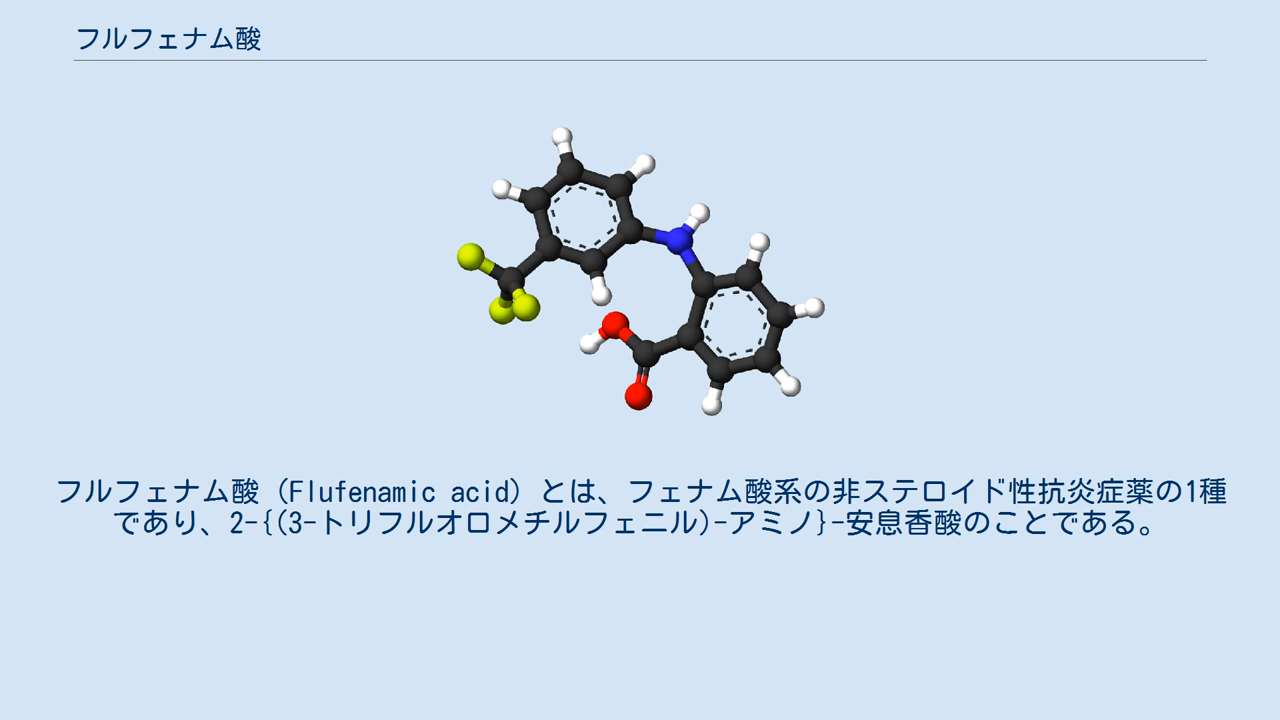 フルフェナム酸
フルフェナム酸（Flufenamic acid）とは、フェナム酸系の非ステロイド性抗炎症薬の1種
であり、2-{(3-トリフルオロメチルフェニル)-アミノ}-安息香酸のことである。